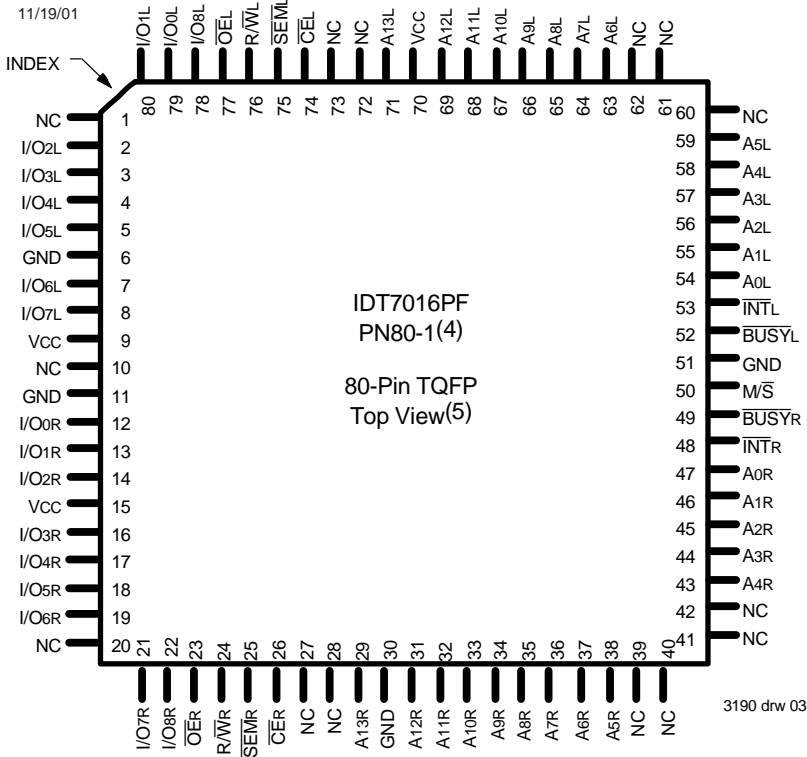 11/19/01
INDEX
I/O1L
I/O0L
I/O8L
OEL
R/WL
SEML
CEL
NC
NC
A13L
VCC
A12L
A11L
A10L
A9L
A8L
A7L
A6L
NC
NC
80 79 78 77 76 75 74 73 72 71 70 69 68 67 66 65 64 63 62 61
NC 1
I/O2L 2
I/O3L 3
I/O4L 4
I/O5L 5
GND 6
I/O6L 7
I/O7L 8
VCC 9
NC 10
GND 11
I/O0R 12
I/O1R 13
I/O2R 14
VCC 15
I/O3R 16
I/O4R 17
I/O5R 18
I/O6R 19
NC 20
IDT7016PF
PN80-1(4)
80-Pin TQFP
Top View(5)
60 NC
59 A5L
58 A4L
57 A3L
56 A2L
55 A1L
54 A0L
53 INTL
52 BUSYL
51 GND
50 M/S
49 BUSYR
48 INTR
47 A0R
46 A1R
45 A2R
44 A3R
43 A4R
42 NC
41 NC
21 22 23 24 25 26 27 28 29 30 31 32 33 34 35 36 37 38 39 40
I/O7R
I/O8R
OER
R/WR
SEMR
CER
NC
NC
A13R
GND
A12R
A11R
A10R
A9R
A8R
A7R
A6R
A5R
NC
NC
3190 drw 03